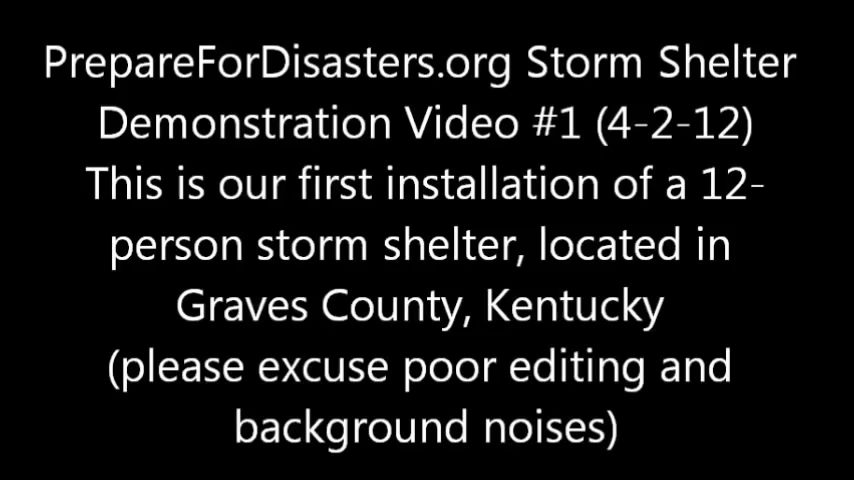 PrepareForDisasters.org Storm Shelter
Demonstration Video #1 (4-2-12)
This is our first installation of a 12-
person storm shelter, located in
Graves County, Kentucky
(please excuse poor editing and
background noises)